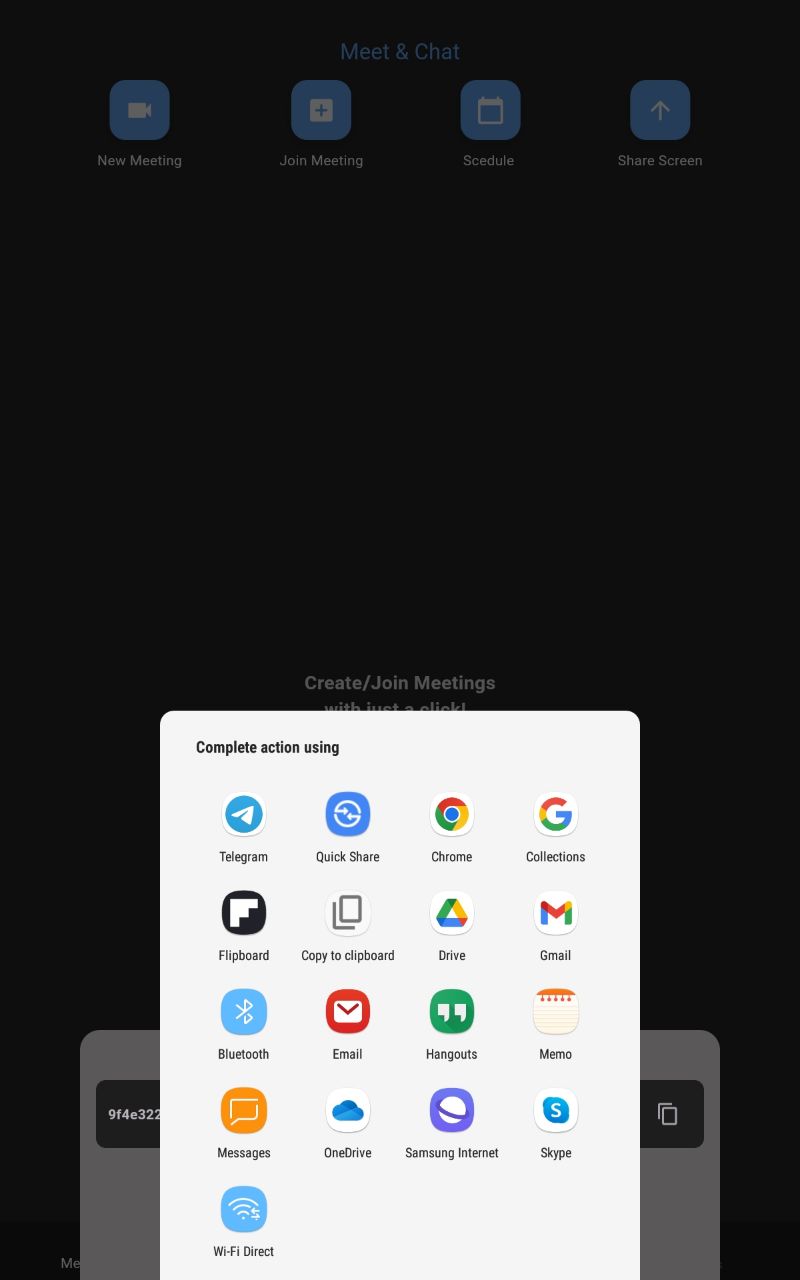 Meet & Chat
New Meeting
Join Meeting
Scedule
Share Screen
Create/Join Meetings
with just a click!
Complete action using
Telegram
Quick Share
Chrome
Collections
Flipboard
Copy to clipboard
Drive
Gmail
Bluetooth
Email
Hangouts
Memo
9f4e322
Messages
OneDrive
Samsung Internet
Skype
Wi-Fi Direct
Me